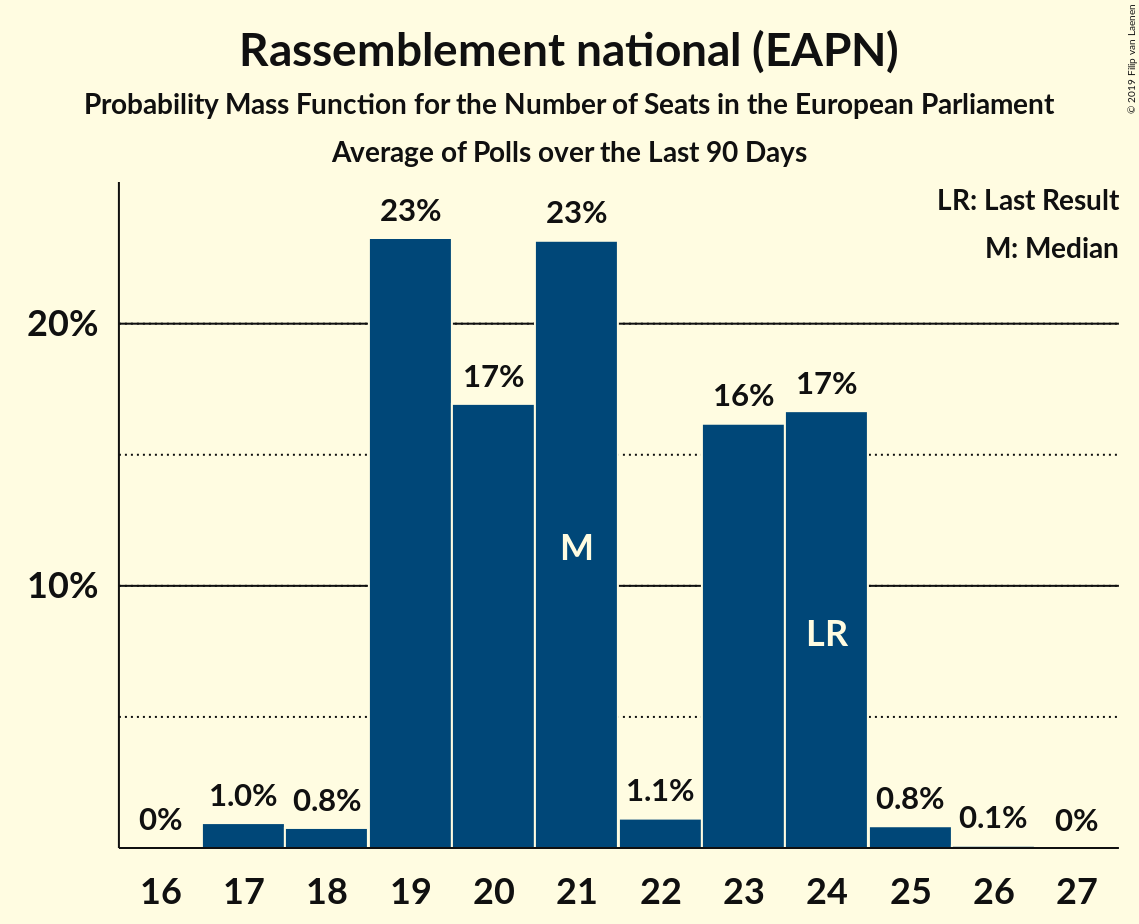 Rassemblement national (EAPN)
Probability Mass Function for the Number of Seats in the European Parliament
Average of Polls over the Last 90 Days
© 2019 Filip van Laenen
LR: Last Result
M: Median
20%
10%
0%
1.0%
0.8%
23%
17%
23%
1.1%
16%
17%
0.8%
0.1%
0%
M
LR
16 17 18 19 20 21 22 23 24 25 26 27